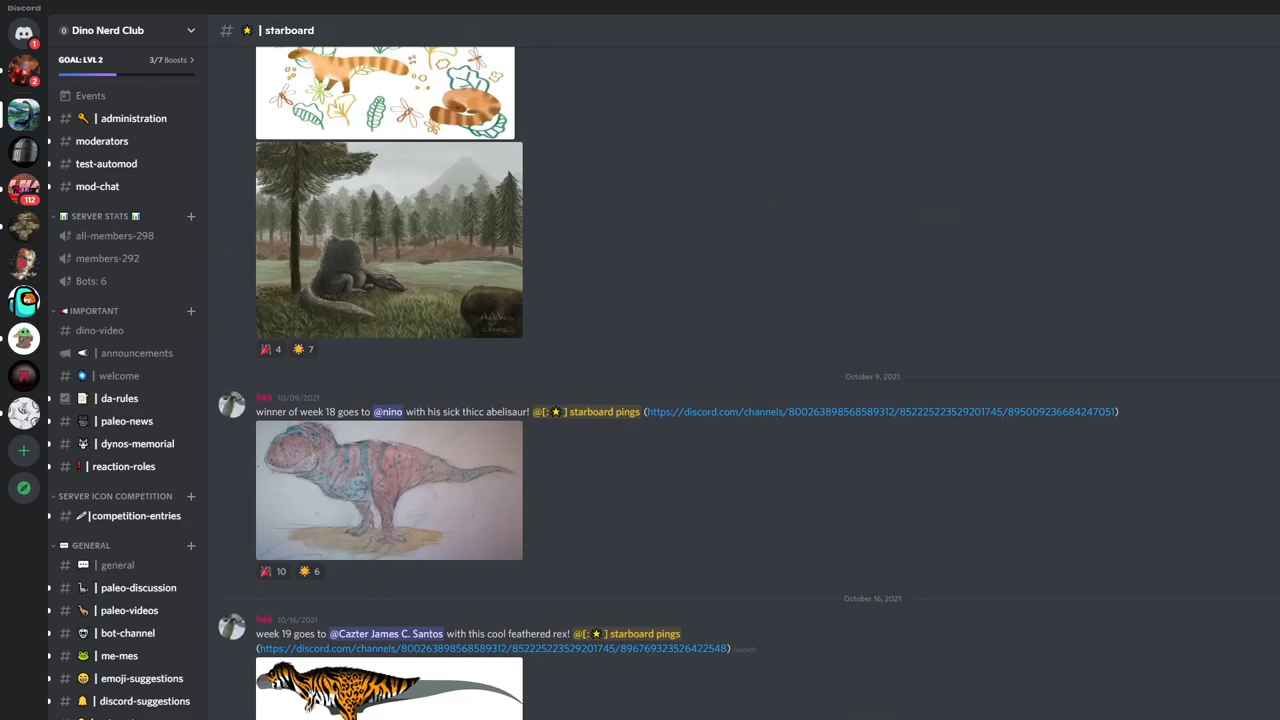 Discord
Dino Nerd Club
| starboard
1
GOAL: LVL 2 3/7 Boosts
2
Events
| administration
moderators
test-automod
mod-chat
112
SERVER STATS
all-members-298
members-292
Bots: 6
IMPORTANT
dino-video
| announcements
| welcome
| da-rules
| paleo-news
| dynos-memorial
| reaction-roles
SERVER ICON COMPETITION
|competition-entries
GENERAL
| general
| paleo-discussion
| paleo-videos
| bot-channel
| me-mes
| emoji-suggestions
| discord-suggestions
4 7
October 9, 2021
hek 10/09/2021
winner of week 18 goes to @nino with his sick thicc abelisaur! @[:⭐] starboard pings (https://discord.com/channels/800263898568589312/852225223529201745/895009236684247051)
10 6
October 16, 2021
hek 10/16/2021
week 19 goes to @Cazter James C. Santos with this cool feathered rex! @[:⭐] starboard pings
(https://discord.com/channels/800263898568589312/852225223529201745/896769323526422548) (edited)